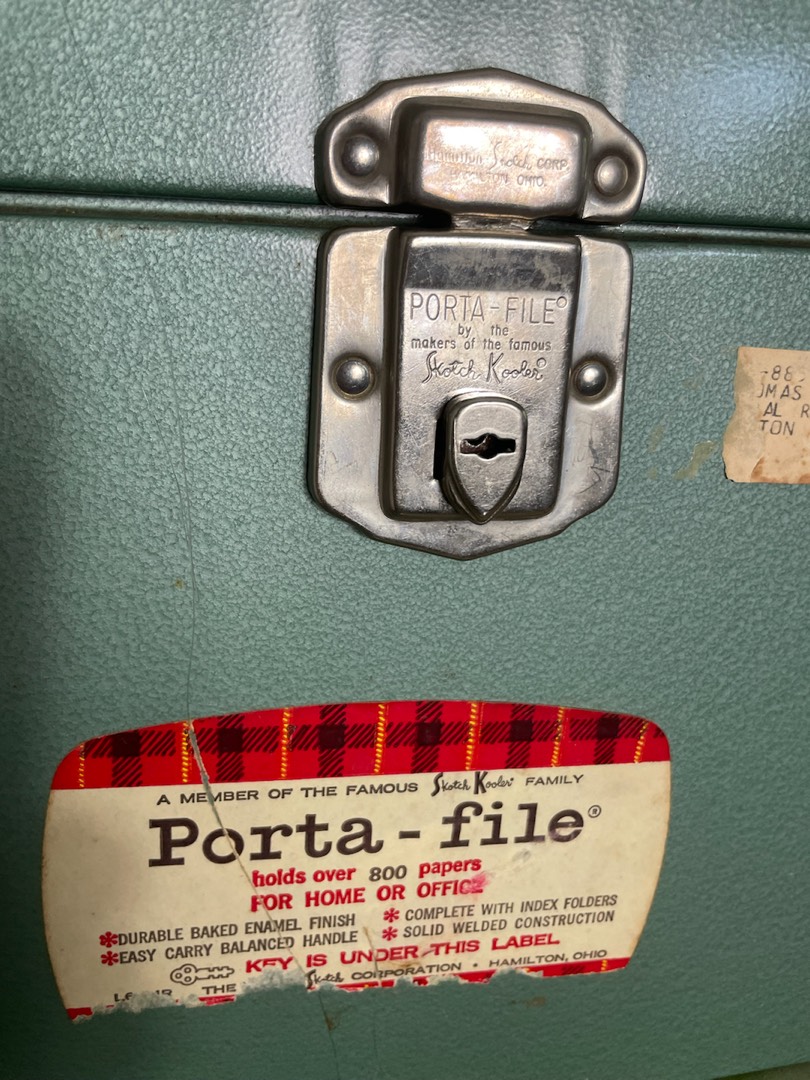 Hamilton Skotch CORP.
HAMILTON OHIO.
PORTA-FILE®
by the
makers of the famous
Skotch Kooler®
-88-
OMAS
AL R
TON
A MEMBER OF THE FAMOUS Skotch Kooler® FAMILY
Porta-file®
holds over 800 papers
FOR HOME OR OFFICE
*DURABLE BAKED ENAMEL FINISH
* COMPLETE WITH INDEX FOLDERS
*EASY CARRY BALANCED HANDLE
* SOLID WELDED CONSTRUCTION
KEY IS UNDER THIS LABEL
THE Skotch CORPORATION • HAMILTON, OHIO